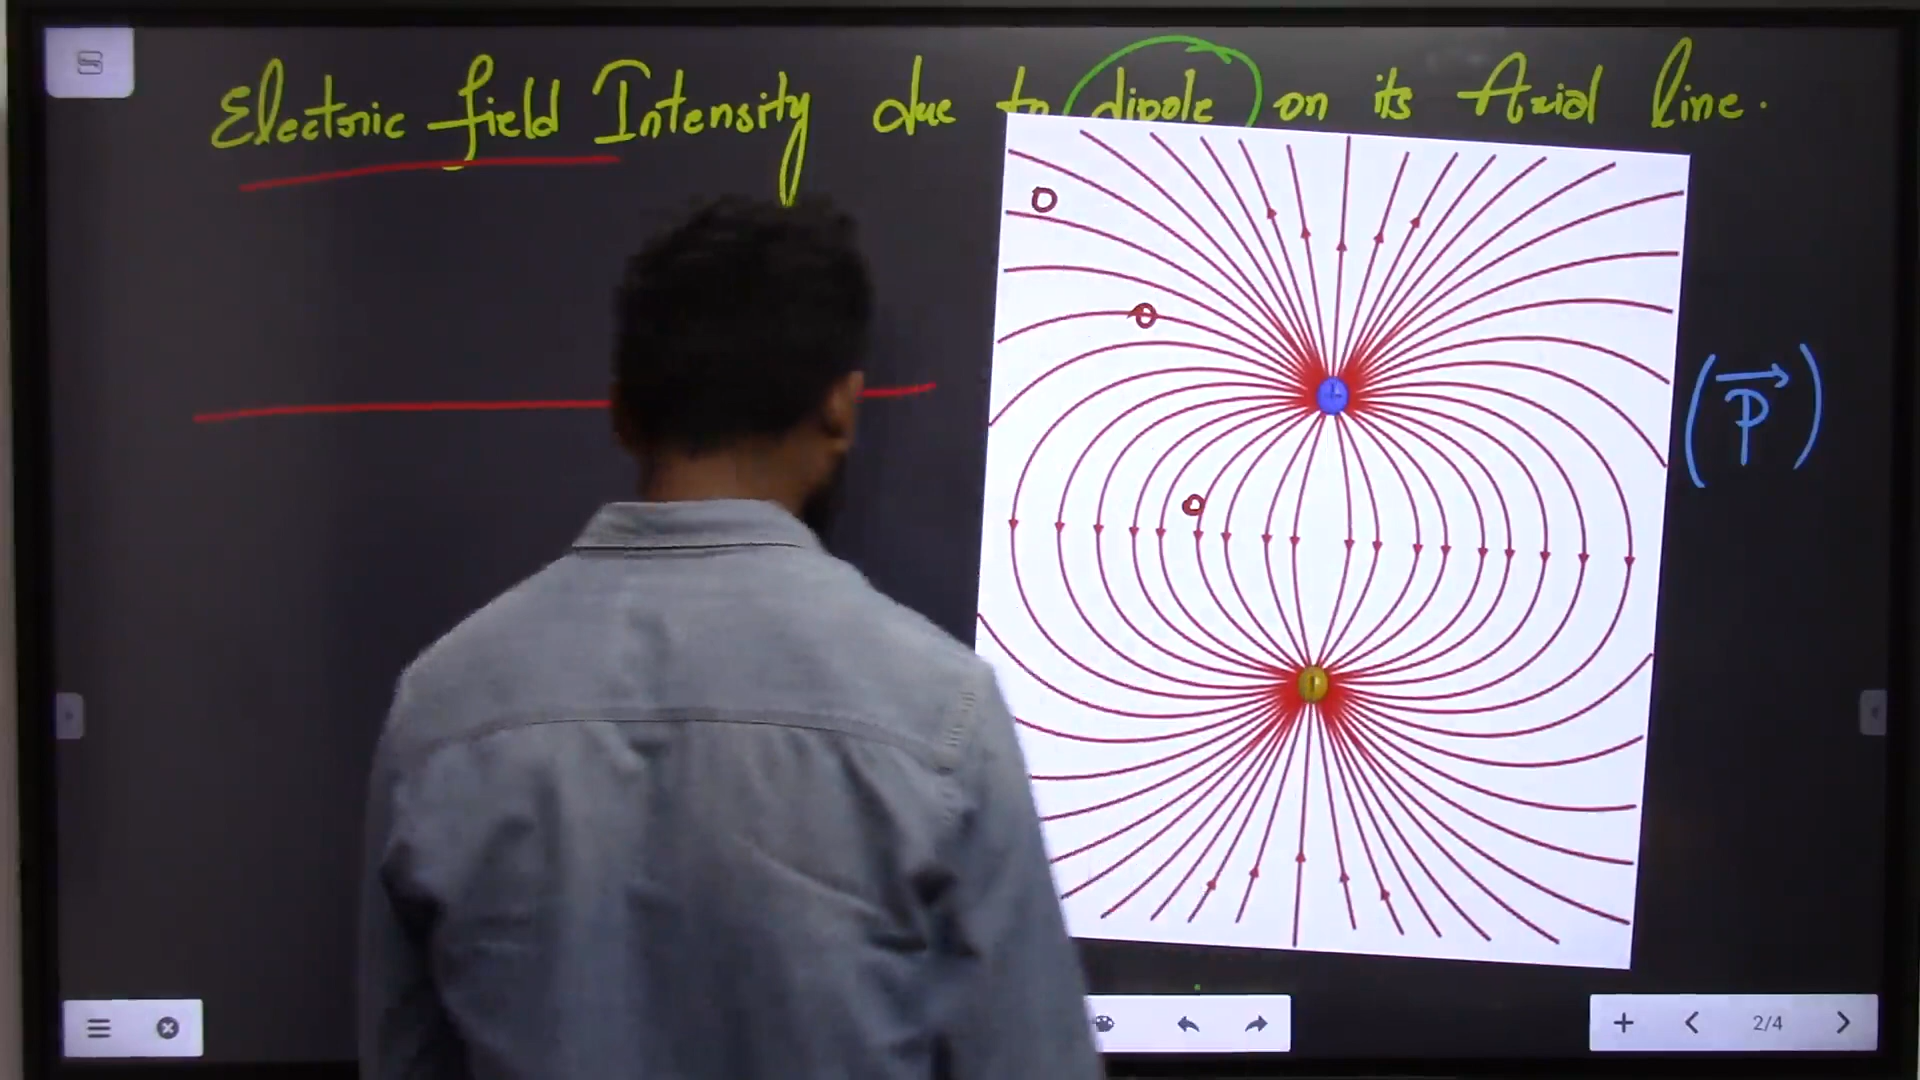 Electric field Intensity due to dipole on its Axial line.
(P)
2/4